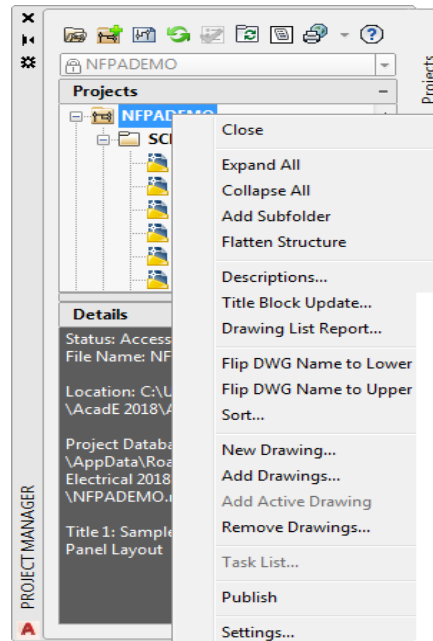 NFPADEMO
Projects
Projects
NFPADEMO
Close
Expand All
Collapse All
Add Subfolder
Flatten Structure
Descriptions...
Title Block Update...
Drawing List Report...
Flip DWG Name to Lower
Flip DWG Name to Upper
Sort...
New Drawing...
Add Drawings...
Add Active Drawing
Remove Drawings...
Task List...
Publish
Settings...
Details
Status: Access
File Name: NF
Location: C:\U
\AcadE 2018\A
Project Databa
\AppData\Roa
Electrical 2018
\NFPADEMO.
Title 1: Sample
Panel Layout
PROJECT MANAGER
A